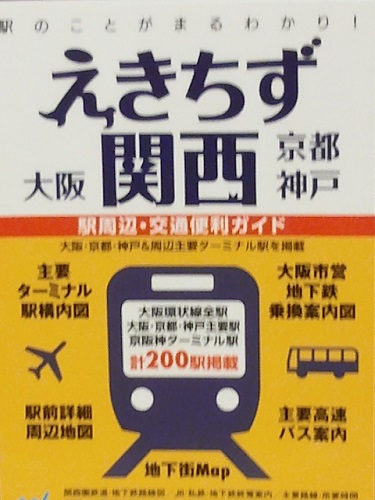 駅のことがまるわかり!
えきちず
大阪 関西 京都 神戸
駅周辺・交通便利ガイド
大阪・京都・神戸&周辺主要ターミナル駅を掲載
主要
ターミナル
駅構内図
大阪市営
地下鉄
乗換案内図
大阪環状線全駅
大阪・京都・神戸主要駅
京阪神ターミナル駅
計200駅掲載
駅前詳細
周辺地図
主要高速
バス案内
地下街Map